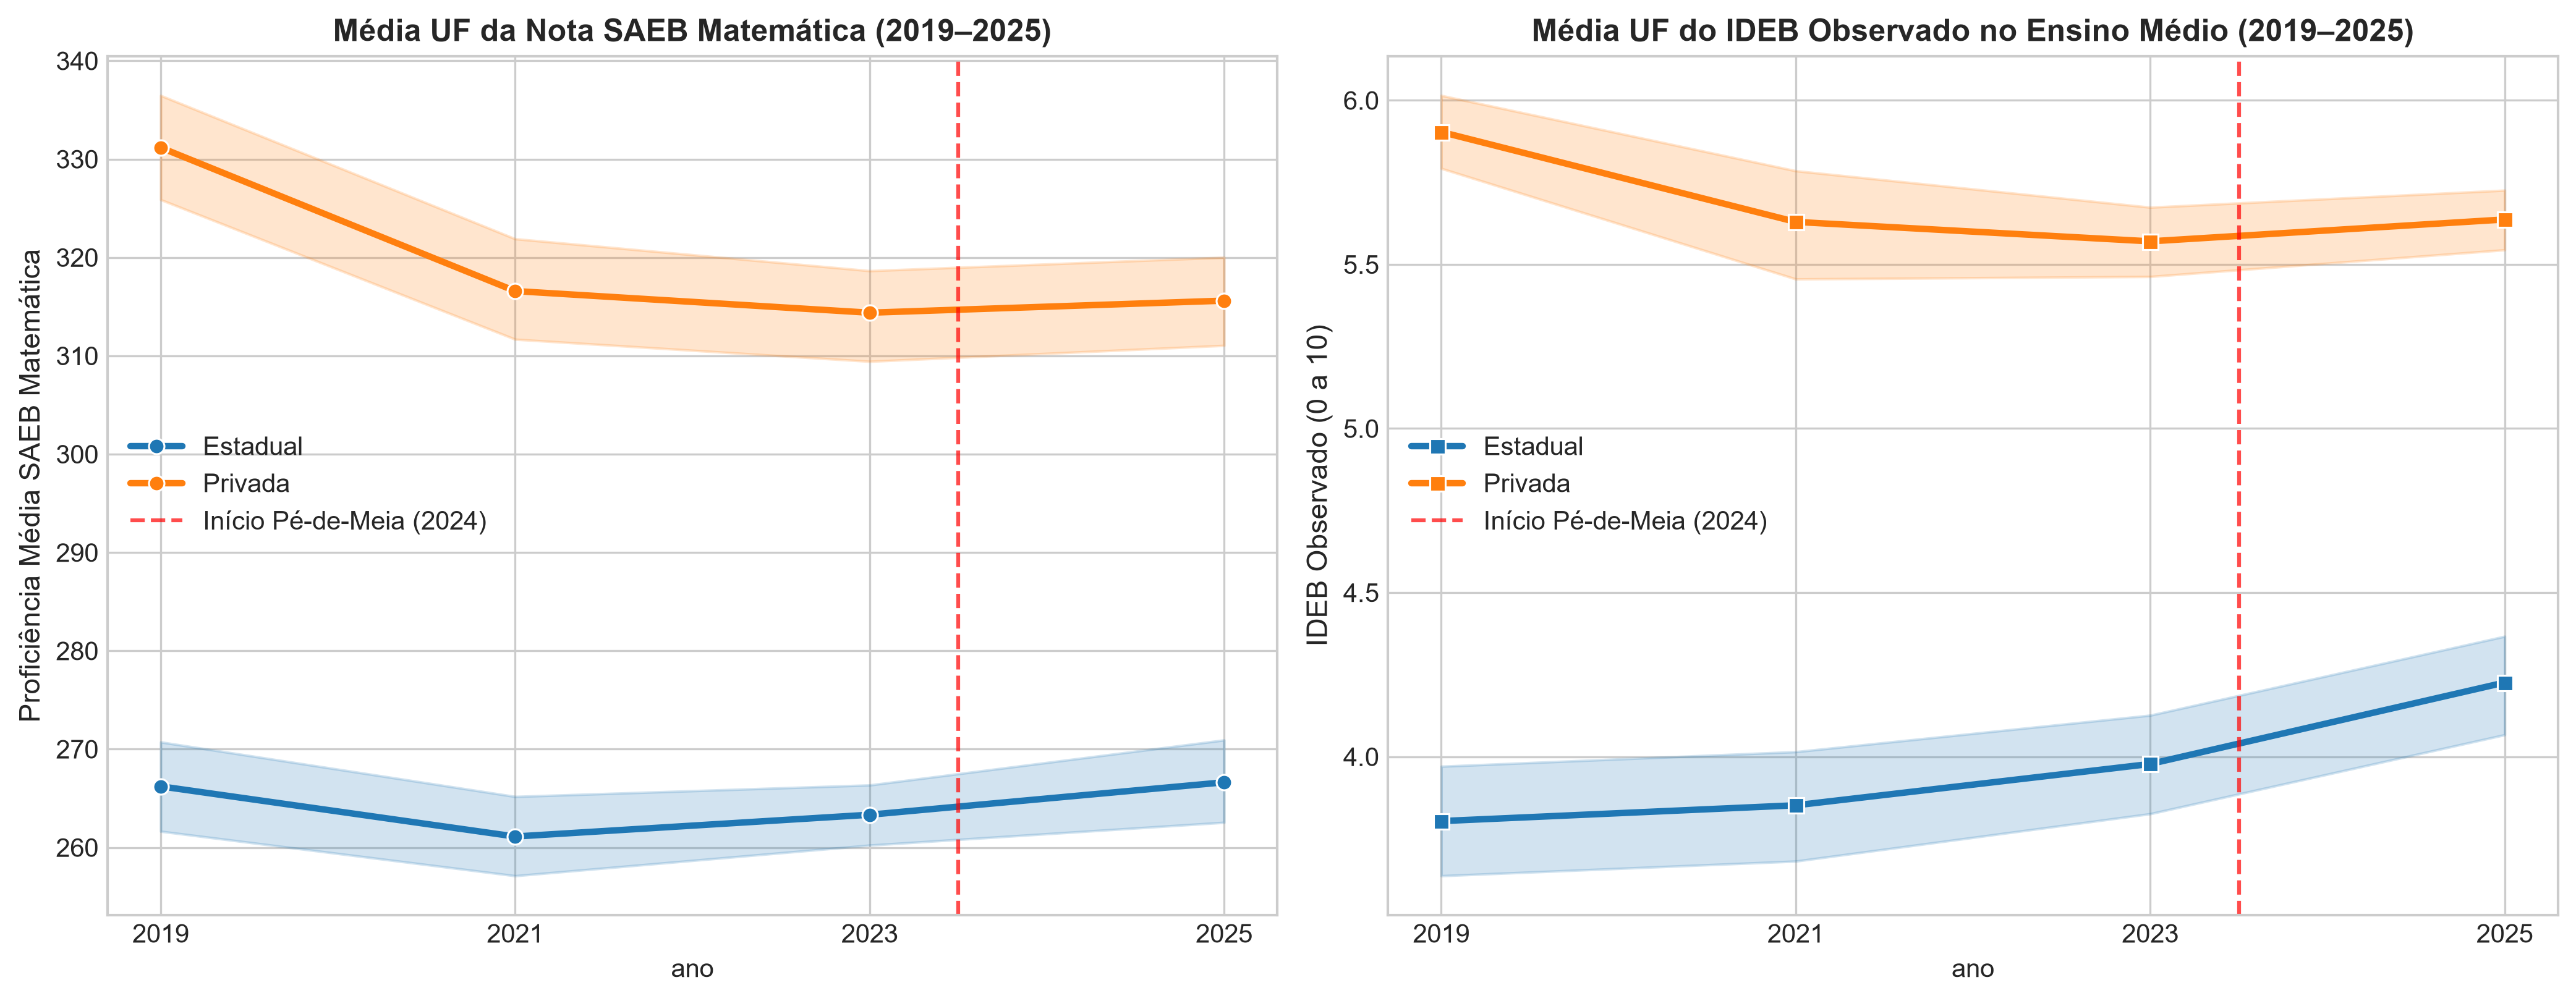 Média UF da Nota SAEB Matemática (2019–2025)
Proficiência Média SAEB Matemática
340
330
320
310
300
290
280
270
260
Estadual
Privada
Início Pé-de-Meia (2024)
2019
2021
2023
2025
ano
Média UF do IDEB Observado no Ensino Médio (2019–2025)
IDEB Observado (0 a 10)
6.0
5.5
5.0
4.5
4.0
Estadual
Privada
Início Pé-de-Meia (2024)
2019
2021
2023
2025
ano